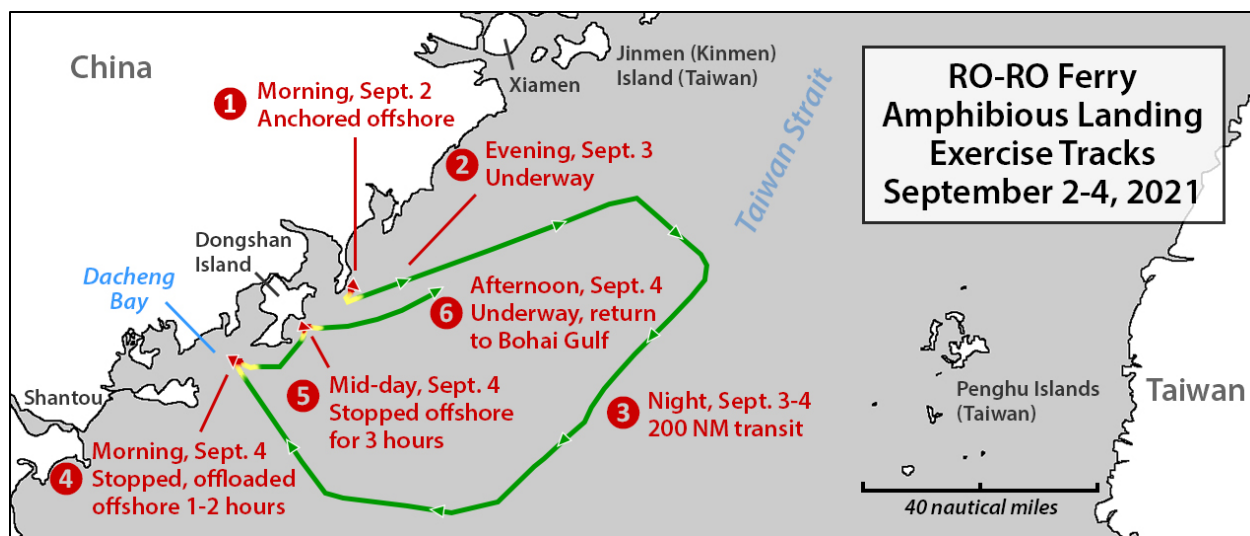 China
Xiamen
Jinmen (Kinmen)
Island (Taiwan)
Taiwan Strait
RO-RO Ferry
Amphibious Landing
Exercise Tracks
September 2-4, 2021
1 Morning, Sept. 2
Anchored offshore
2 Evening, Sept. 3
Underway
Dongshan
Island
Dacheng
Bay
Afternoon, Sept. 4
6 Underway, return
to Bohai Gulf
Shantou
5 Mid-day, Sept. 4
Stopped offshore
for 3 hours
3 Night, Sept. 3-4
200 NM transit
Penghu Islands
(Taiwan)
Taiwan
Morning, Sept. 4
4 Stopped, offloaded
offshore 1-2 hours
40 nautical miles